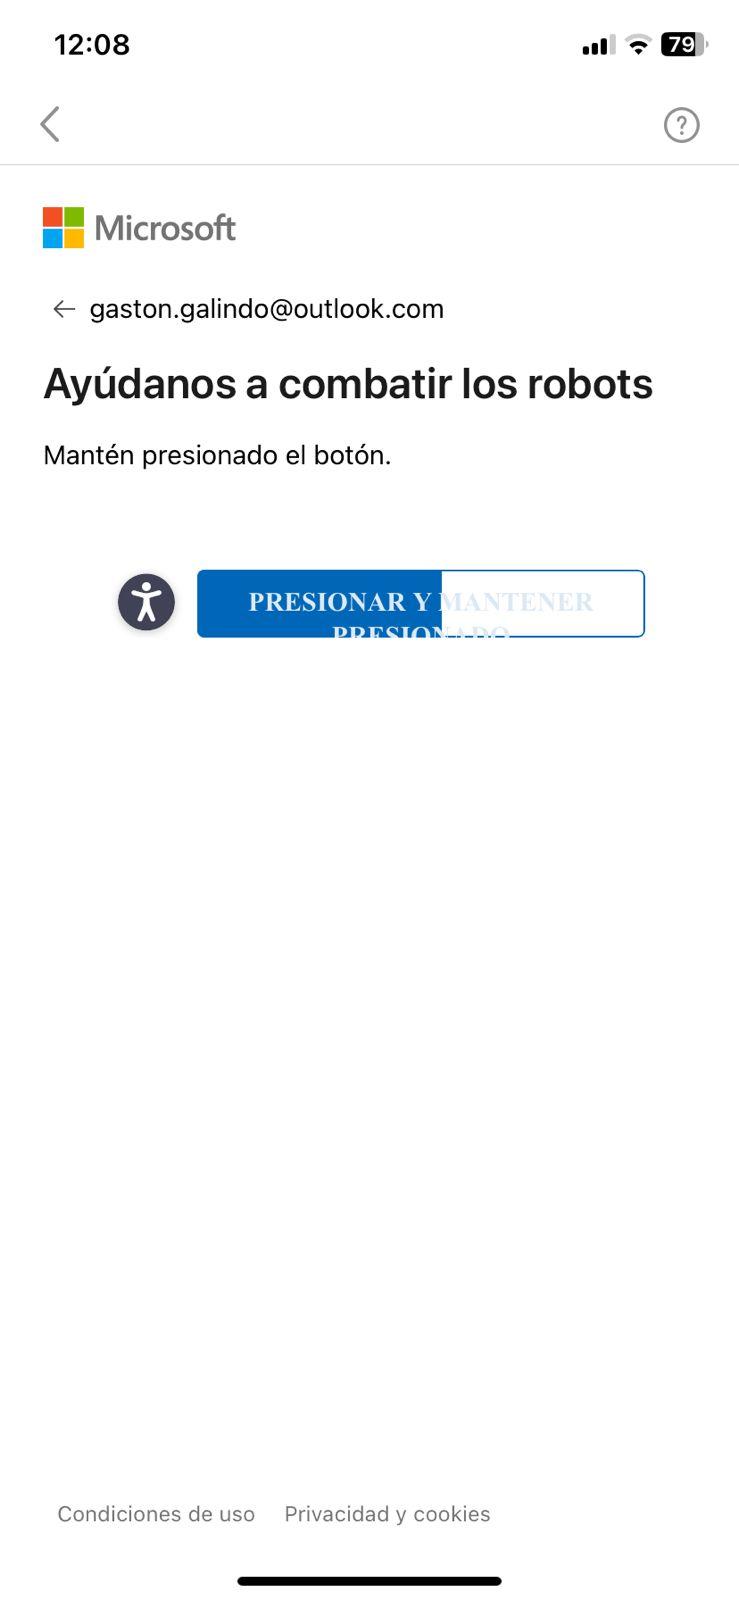 12:08
79
?
Microsoft
← gaston.galindo@outlook.com
Ayúdanos a combatir los robots
Mantén presionado el botón.
PRESIONAR Y MANTENER
PRESIONADO
Condiciones de uso Privacidad y cookies